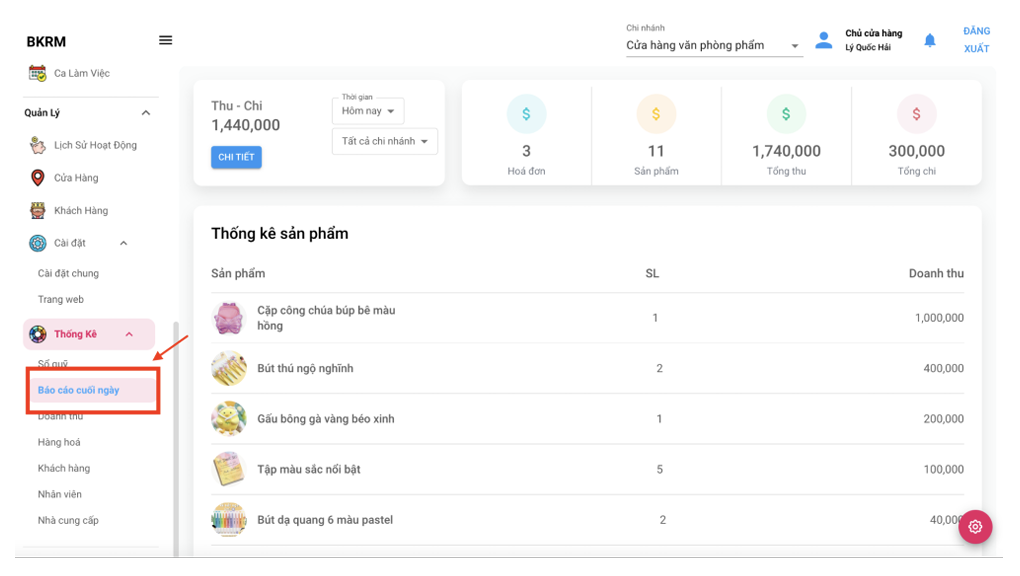 BKRM
Chi nhánh
Cửa hàng văn phòng phẩm
Chủ cửa hàng
Lý Quốc Hải
ĐĂNG
XUẤT
Ca Làm Việc
Quản Lý
Lịch Sử Hoạt Động
Cửa Hàng
Khách Hàng
Cài đặt
Cài đặt chung
Trang web
Thống Kê
Sổ quỹ
Báo cáo cuối ngày
Doanh thu
Hàng hoá
Khách hàng
Nhân viên
Nhà cung cấp
Thu - Chi
1,440,000
CHI TIẾT
Thời gian
Hôm nay
Tất cả chi nhánh
$ $ $ $
3 11 1,740,000 300,000
Hoá đơn Sản phẩm Tổng thu Tổng chi
Thống kê sản phẩm
Sản phẩm SL Doanh thu
Cặp công chúa búp bê màu
hồng 1 1,000,000
Bút thú ngộ nghĩnh 2 400,000
Gấu bông gà vàng béo xinh 1 200,000
Tập màu sắc nổi bật 5 100,000
Bút dạ quang 6 màu pastel 2 40,000